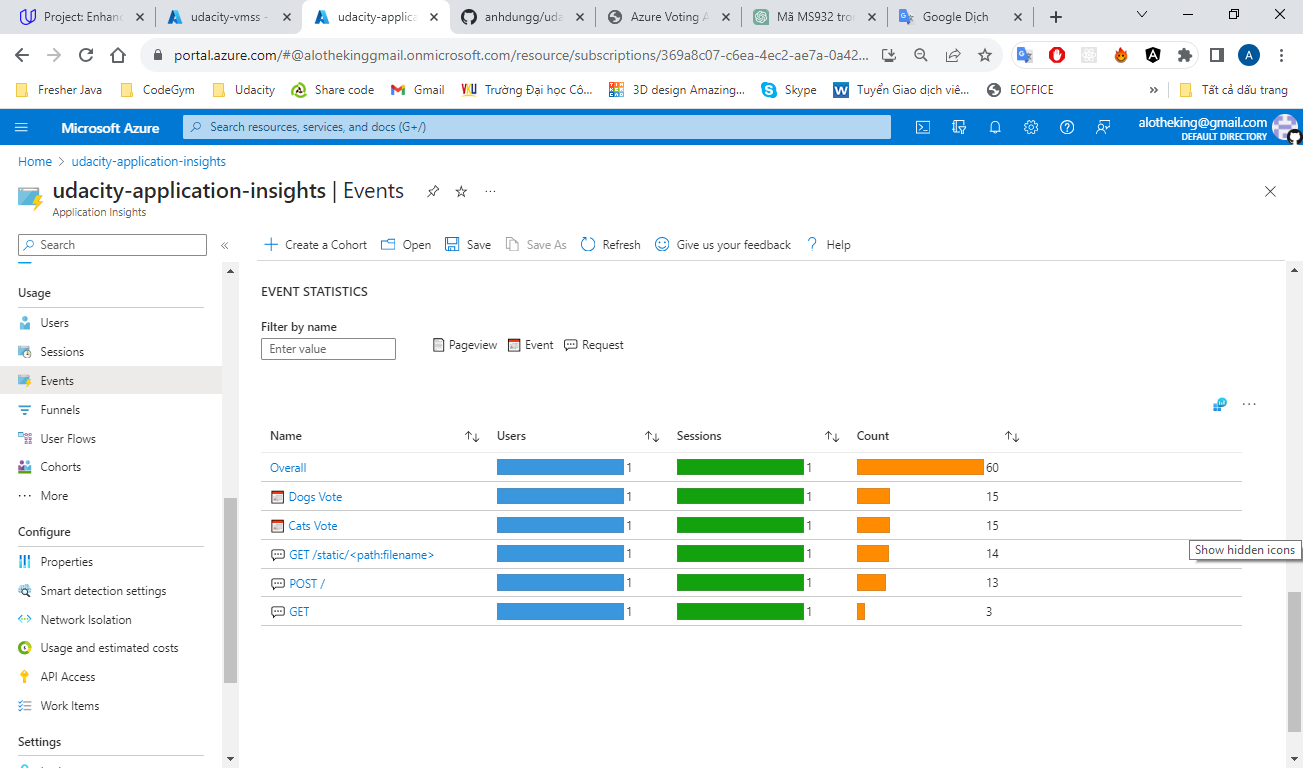 Project: Enhan
udacity-vmss -
udacity-applica
anhdungg/uda
Azure Voting A
Mã MS932 tro
Google Dịch
portal.azure.com/#@alothekinggmail.onmicrosoft.com/resource/subscriptions/369a8c07-c6ea-4ec2-ae7a-0a42...
A
Fresher Java
CodeGym
Udacity
Share code
Gmail
Trường Đại học Cô...
3D design Amazing...
Skype
Tuyển Giao dịch viê...
EOFFICE
»
Tất cả dấu trang
Microsoft Azure
Search resources, services, and docs (G+/)
alotheking@gmail.com
DEFAULT DIRECTORY
Home > udacity-application-insights
udacity-application-insights | Events
Application Insights
Search
«
Create a Cohort
Open
Save
Save As
Refresh
Give us your feedback
Help
Usage
Users
Sessions
Events
Funnels
User Flows
Cohorts
More
Configure
Properties
Smart detection settings
Network Isolation
Usage and estimated costs
API Access
Work Items
Settings
EVENT STATISTICS
Filter by name
Enter value
Pageview
Event
Request
Name Users Sessions Count
Overall 1 1 60
Dogs Vote 1 1 15
Cats Vote 1 1 15
GET /static/<path:filename> 1 1 14
POST / 1 1 13
GET 1 1 3
Show hidden icons